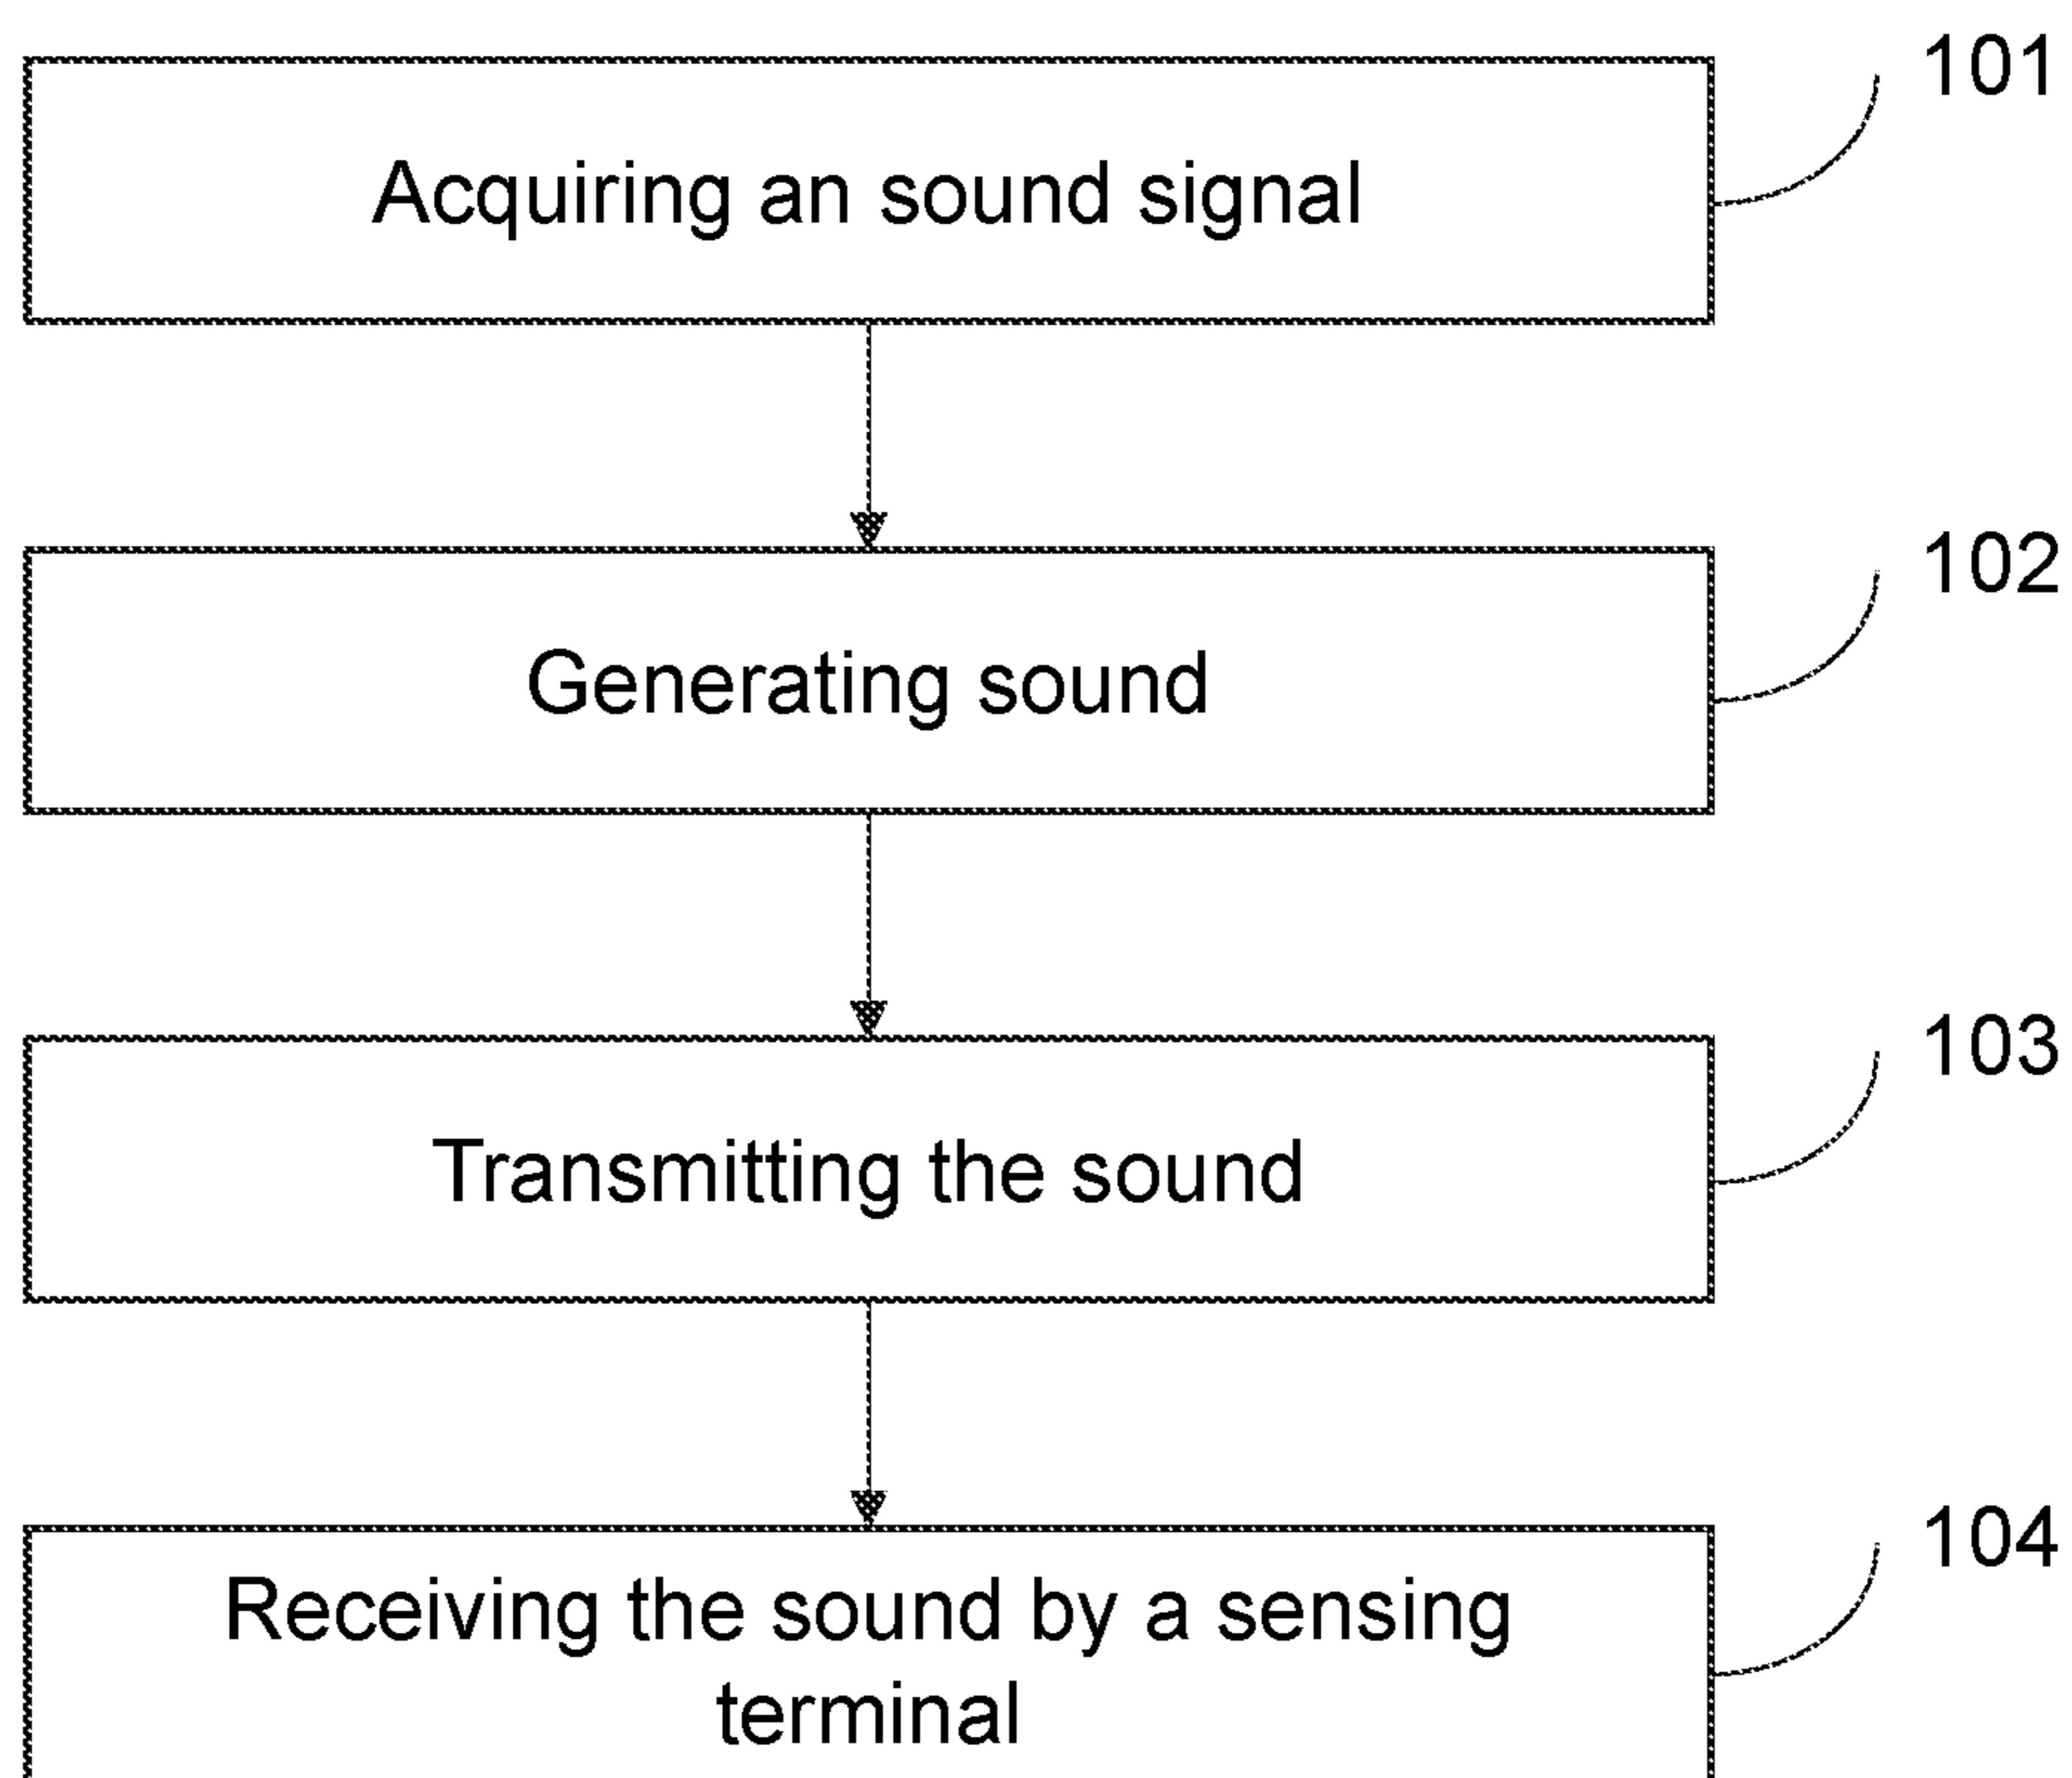 101
Acquiring an sound signal
102
Generating sound
103
Transmitting the sound
104
Receiving the sound by a sensing
terminal